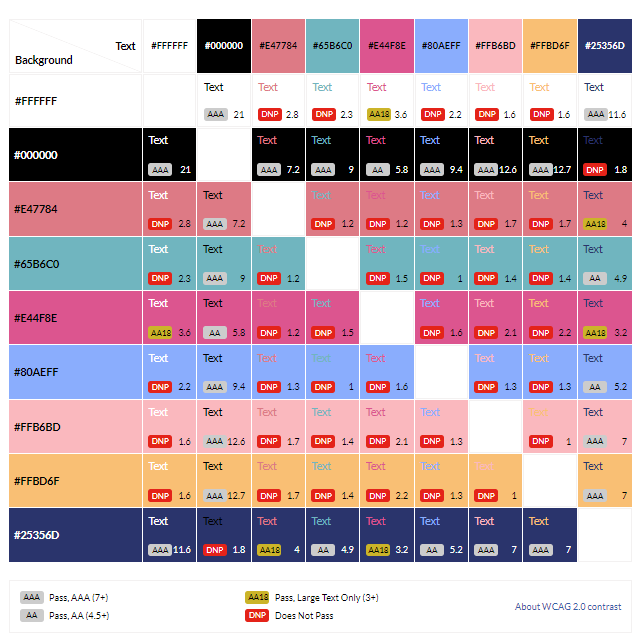 Text #FFFFFF #000000 #E47784 #65B6C0 #E44F8E #80AEFF #FFB6BD #FFBD6F #25356D
Background
Text Text Text Text Text Text Text Text
#FFFFFF
AAA 21 DNP 2.8 DNP 2.3 AA18 3.6 DNP 2.2 DNP 1.6 DNP 1.6 AAA 11.6
Text Text Text Text Text Text Text Text
#000000
AAA 21 AAA 7.2 AAA 9 AA 5.8 AAA 9.4 AAA 12.6 AAA 12.7 DNP 1.8
Text Text Text Text Text Text Text Text
#E47784
DNP 2.8 AAA 7.2 DNP 1.2 DNP 1.2 DNP 1.3 DNP 1.7 DNP 1.7 AA18 4
Text Text Text Text Text Text Text Text
#65B6C0
DNP 2.3 AAA 9 DNP 1.2 DNP 1.5 DNP 1 DNP 1.4 DNP 1.4 AA 4.9
Text Text Text Text Text Text Text Text
#E44F8E
AA18 3.6 AA 5.8 DNP 1.2 DNP 1.5 DNP 1.6 DNP 2.1 DNP 2.2 AA18 3.2
Text Text Text Text Text Text Text Text
#80AEFF
DNP 2.2 AAA 9.4 DNP 1.3 DNP 1 DNP 1.6 DNP 1.3 DNP 1.3 AA 5.2
Text Text Text Text Text Text Text Text
#FFB6BD
DNP 1.6 AAA 12.6 DNP 1.7 DNP 1.4 DNP 2.1 DNP 1.3 DNP 1 AAA 7
Text Text Text Text Text Text Text Text
#FFBD6F
DNP 1.6 AAA 12.7 DNP 1.7 DNP 1.4 DNP 2.2 DNP 1.3 DNP 1 AAA 7
Text Text Text Text Text Text Text Text
#25356D
AAA 11.6 DNP 1.8 AA18 4 AA 4.9 AA18 3.2 AA 5.2 AAA 7 AAA 7
AAA Pass, AAA (7+) AA18 Pass, Large Text Only (3+)
About WCAG 2.0 contrast
AA Pass, AA (4.5+) DNP Does Not Pass